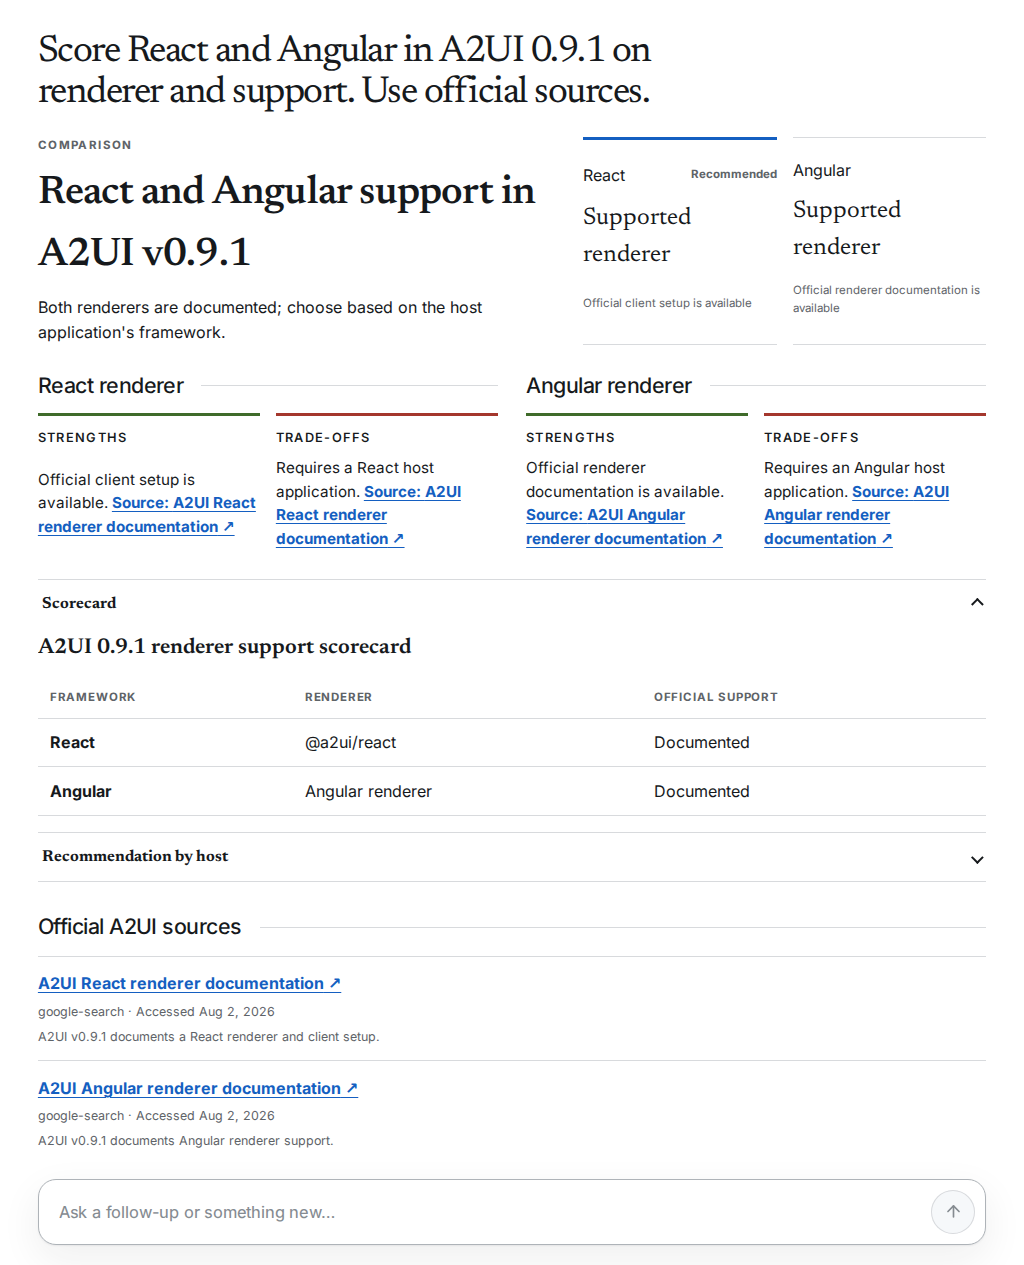 Score React and Angular in A2UI 0.9.1 on
renderer and support. Use official sources.
COMPARISON
React and Angular support in
A2UI v0.9.1
Both renderers are documented; choose based on the host
application's framework.
React
Recommended
Supported
renderer
Official client setup is available
Angular
Supported
renderer
Official renderer documentation is
available
React renderer
STRENGTHS
Official client setup is
available. Source: A2UI React
renderer documentation ↗
TRADE-OFFS
Requires a React host
application. Source: A2UI
React renderer
documentation ↗
Angular renderer
STRENGTHS
Official renderer
documentation is available.
Source: A2UI Angular
renderer documentation ↗
TRADE-OFFS
Requires an Angular host
application. Source: A2UI
Angular renderer
documentation ↗
Scorecard
A2UI 0.9.1 renderer support scorecard
FRAMEWORK RENDERER OFFICIAL SUPPORT
React @a2ui/react Documented
Angular Angular renderer Documented
Recommendation by host
Official A2UI sources
A2UI React renderer documentation ↗
google-search · Accessed Aug 2, 2026
A2UI v0.9.1 documents a React renderer and client setup.
A2UI Angular renderer documentation ↗
google-search · Accessed Aug 2, 2026
A2UI v0.9.1 documents Angular renderer support.
Ask a follow-up or something new...